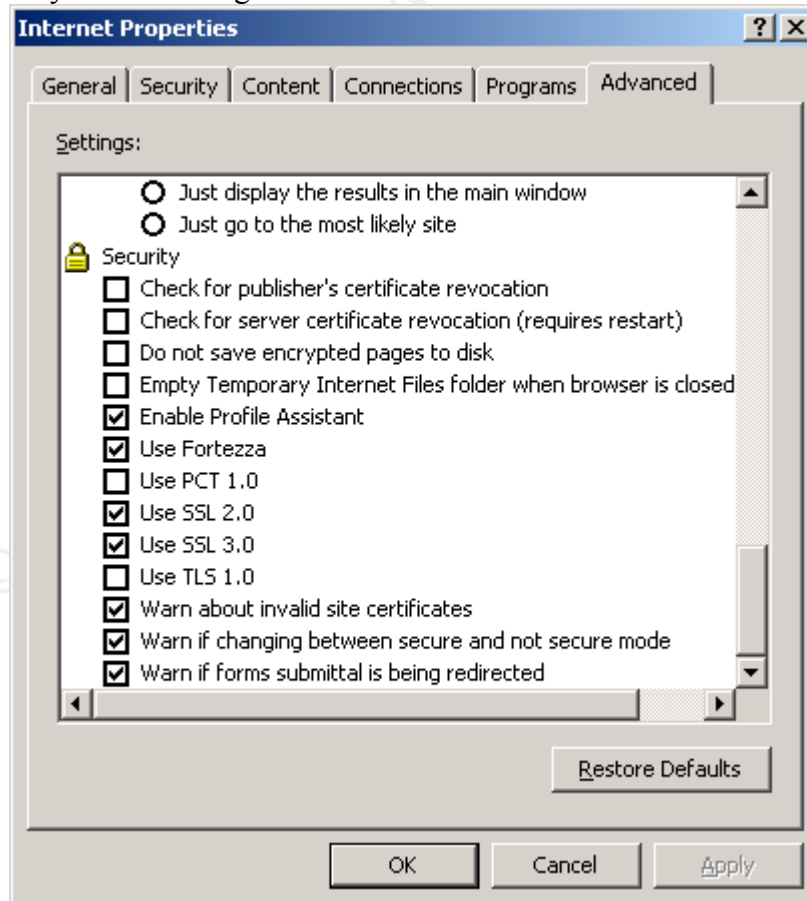 Internet Properties
General Security Content Connections Programs Advanced
Settings:
Just display the results in the main window
Just go to the most likely site
Security
Check for publisher's certificate revocation
Check for server certificate revocation (requires restart)
Do not save encrypted pages to disk
Empty Temporary Internet Files folder when browser is closed
Enable Profile Assistant
Use Fortezza
Use PCT 1.0
Use SSL 2.0
Use SSL 3.0
Use TLS 1.0
Warn about invalid site certificates
Warn if changing between secure and not secure mode
Warn if forms submittal is being redirected
Restore Defaults
OK Cancel Apply